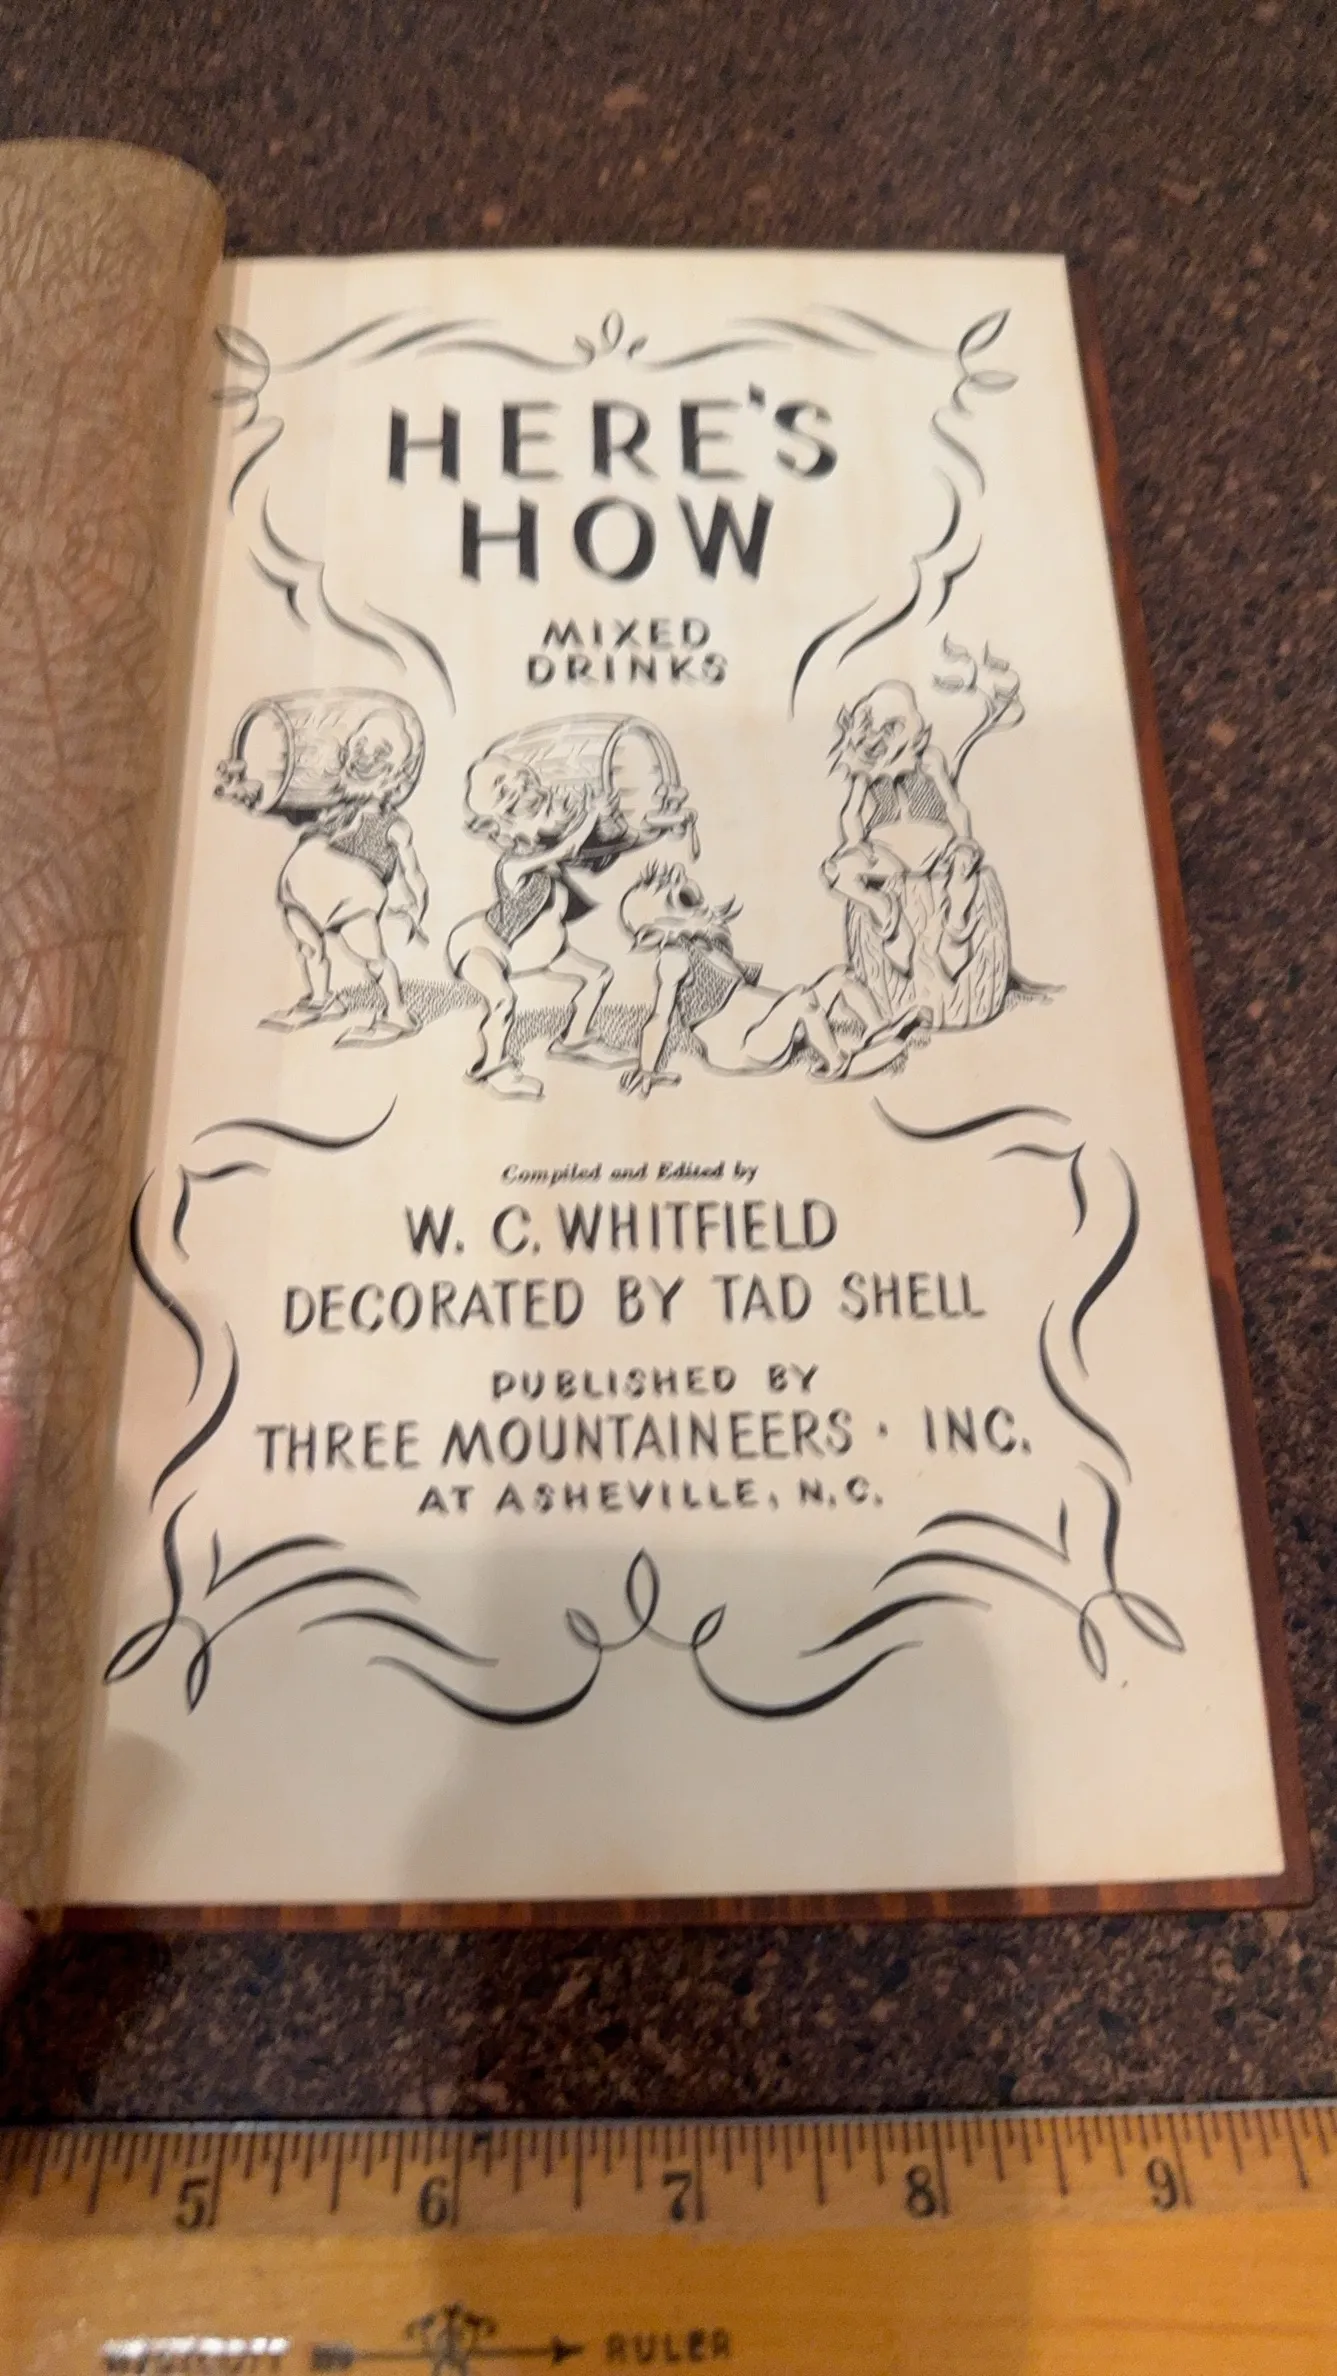 HERE'S
HOW
MIXED
DRINKS
Compiled and Edited by
W. C. WHITFIELD
DECORATED BY TAD SHELL
PUBLISHED BY
THREE MOUNTAINEERS · INC.
AT ASHEVILLE, N.C.
5 6 7 8 9
RULER